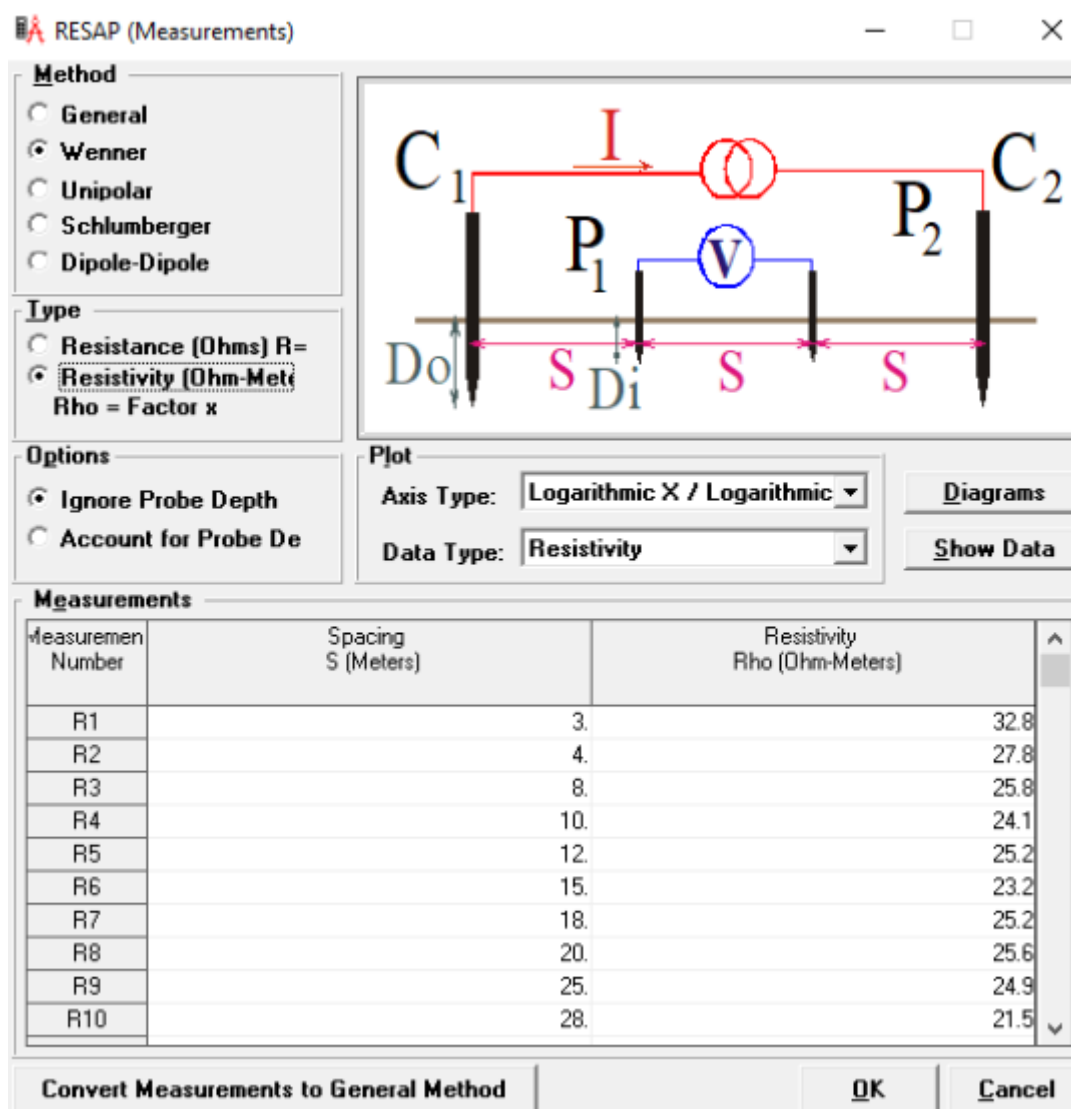 RESAP (Measurements)
Method
General
Wenner
Unipolar
Schlumberger
Dipole-Dipole
Type
Resistance (Ohms) R=
Resistivity (Ohm-Mete
Rho = Factor x
Options
Ignore Probe Depth
Account for Probe De
C1
I
C2
P1
V
P2
Do
S
Di
S
S
Plot
Axis Type: Logarithmic X / Logarithmic
Data Type: Resistivity
Diagrams
Show Data
Measurements
Measuremen Number
Spacing
S (Meters)
Resistivity
Rho (Ohm-Meters)
R1 3. 32.8
R2 4. 27.8
R3 8. 25.8
R4 10. 24.1
R5 12. 25.2
R6 15. 23.2
R7 18. 25.2
R8 20. 25.6
R9 25. 24.9
R10 28. 21.5
Convert Measurements to General Method
OK
Cancel